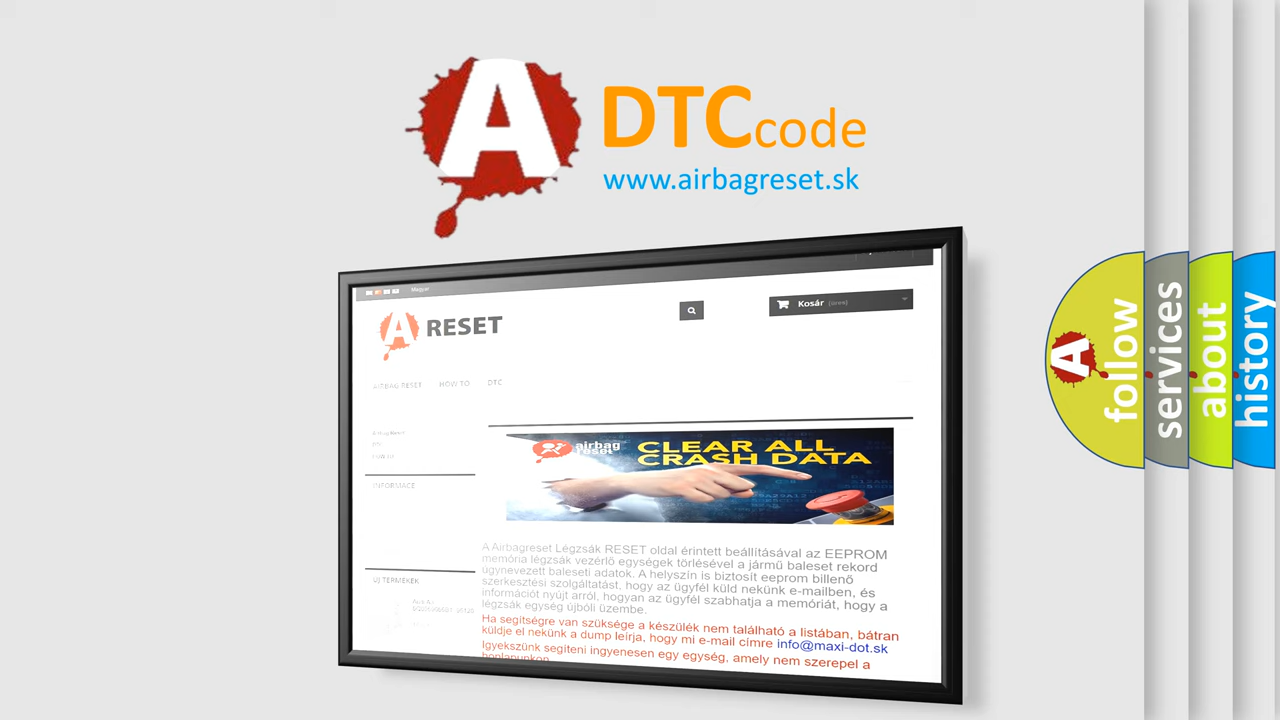 A
DTCcode
www.airbagreset.sk
Magyar
A RESET
Kosár (üres)
AIRBAG RESET HOW TO DTC
INFORMACE
airbag
reset
CLEAR ALL
CRASH DATA
ÚJ TERMÉKEK
A Airbagreset Légzsák RESET oldal érintett beállításával az EEPROM
memória légzsák vezérlő egységek törlésével a jármű baleset rekord
úgynevezett baleseti adatok. A helyszín is biztosít eeprom billenő
szerkesztési szolgáltatást, hogy az ügyfél küld nekünk e-mailben, és
információt nyújt arról, hogyan az ügyfél szabhatja a memóriát, hogy a
légzsák egység újbóli üzembe.
Ha segítségre van szüksége a készülék nem található a listában, bátran
küldje el nekünk a dump leírja, hogy mi e-mail címre info@maxi-dot.sk
Igyekszünk segíteni ingyenesen egy egység, amely nem szerepel a
honlapunkon
A
follow
services
about
history